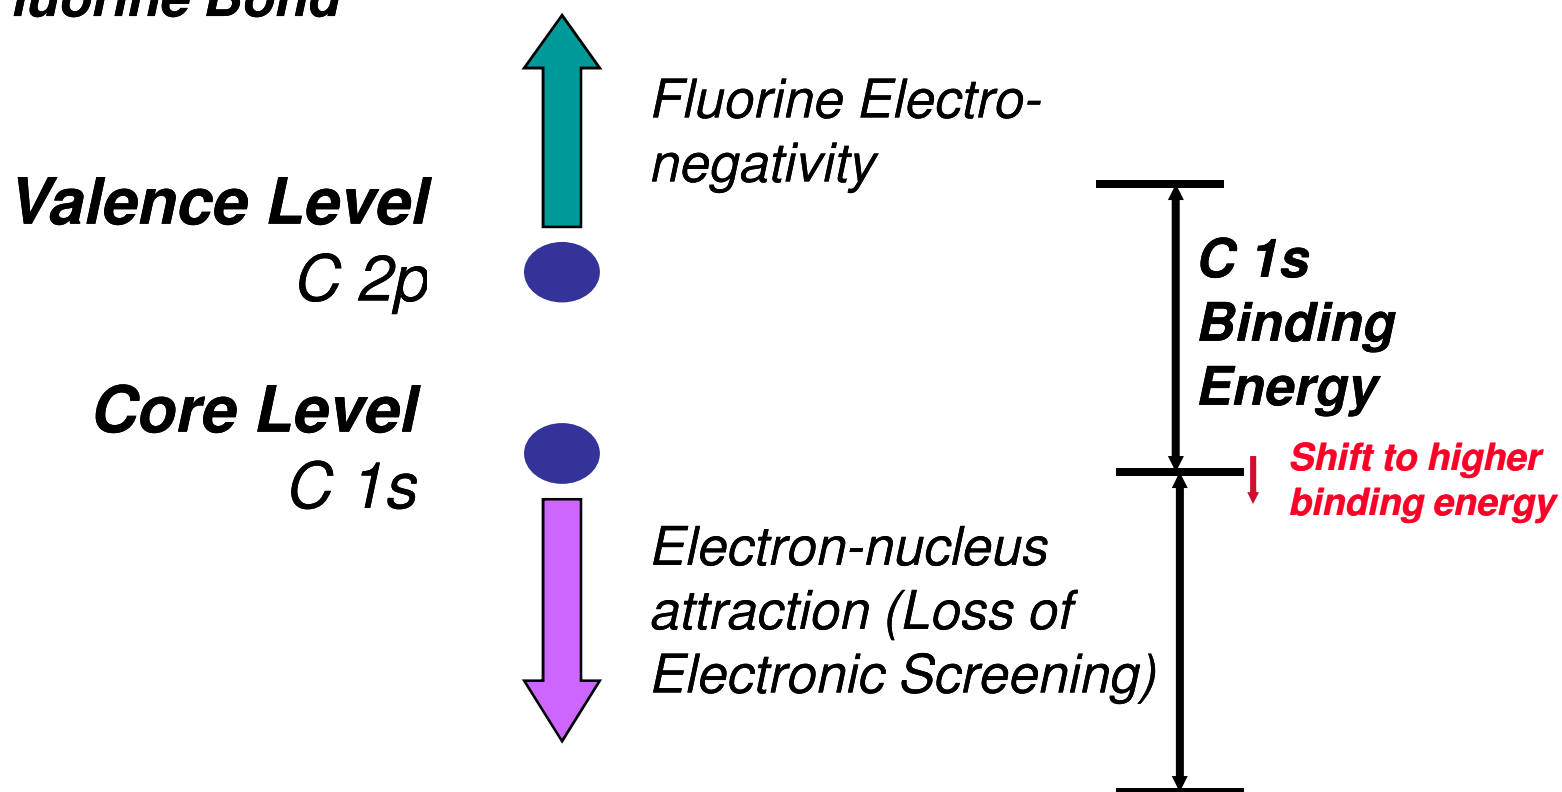 Bond
Fluorine Electro-
negativity
Valence Level
C 2p
C 1s
Binding
Energy
Core Level
C 1s
Shift to higher
binding energy
Electron-nucleus
attraction (Loss of
Electronic Screening)